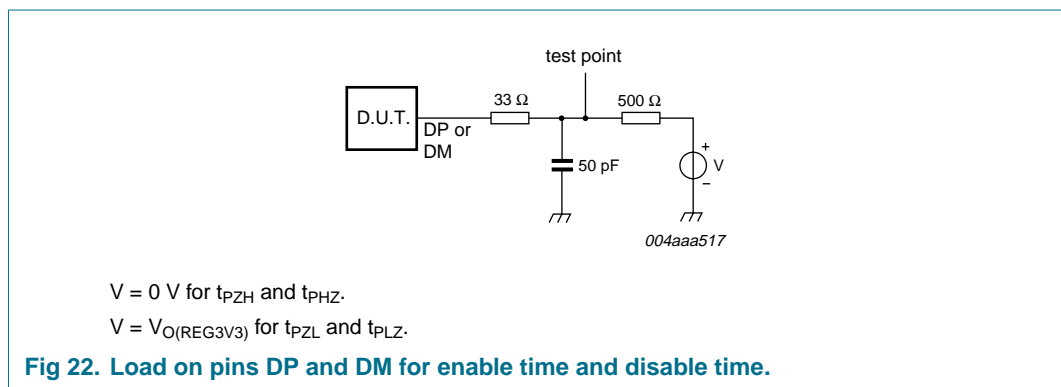 test point
33 Ω
500 Ω
D.U.T.
DP or
DM
50 pF
+
V
−
004aaa517
V = 0 V for tPZH and tPHZ.
V = VO(REG3V3) for tPZL and tPLZ.
Fig 22. Load on pins DP and DM for enable time and disable time.